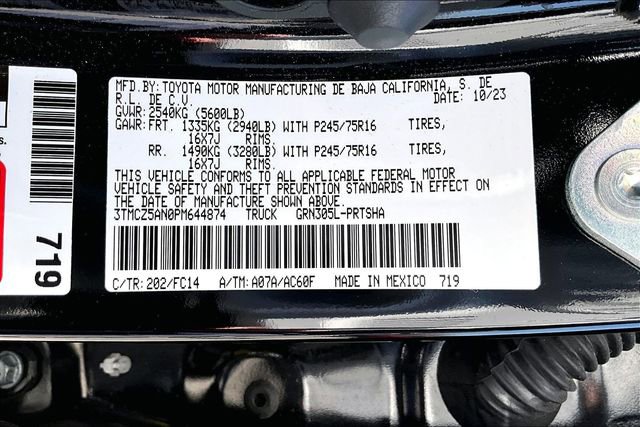 MFD.BY: TOYOTA MOTOR MANUFACTURING DE BAJA CALIFORNIA, S. DE
R.L. DE C.V. DATE: 10/23
GVWR: 2540KG (5600LB)
GAWR: FRT. 1335KG (2940LB) WITH P245/75R16 TIRES,
16X7J RIMS.
RR. 1490KG (3280LB) WITH P245/75R16 TIRES,
16X7J RIMS.
THIS VEHICLE CONFORMS TO ALL APPLICABLE FEDERAL MOTOR
VEHICLE SAFETY AND THEFT PREVENTION STANDARDS IN EFFECT ON
THE DATE OF MANUFACTURE SHOWN ABOVE.
3TMCZ5AN0PM644874 TRUCK GRN305L-PRTSHA
C/TR: 202/FC14 A/TM: A07A/AC60F MADE IN MEXICO 719
719